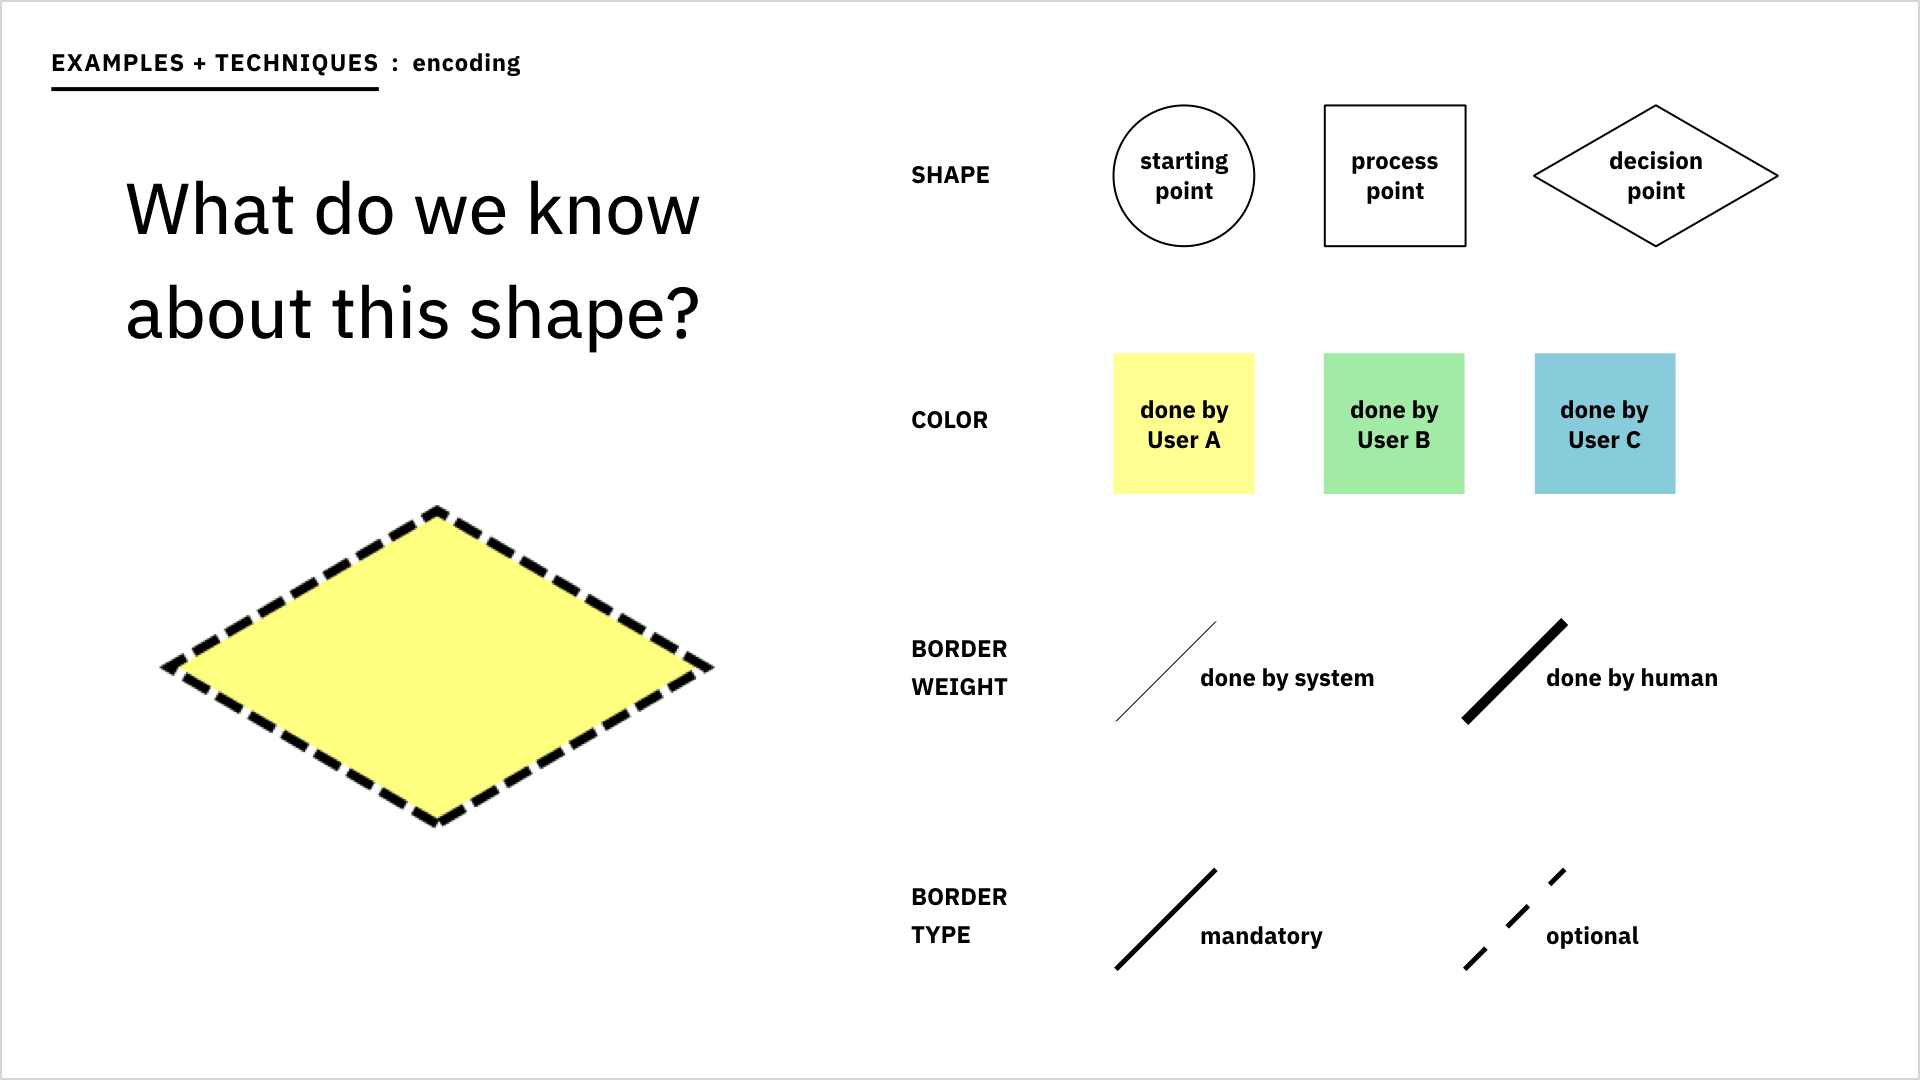 EXAMPLES + TECHNIQUES : encoding
What do we know
about this shape?
SHAPE
starting
point
process
point
decision
point
COLOR
done by
User A
done by
User B
done by
User C
BORDER
WEIGHT
done by system
done by human
BORDER
TYPE
mandatory
optional